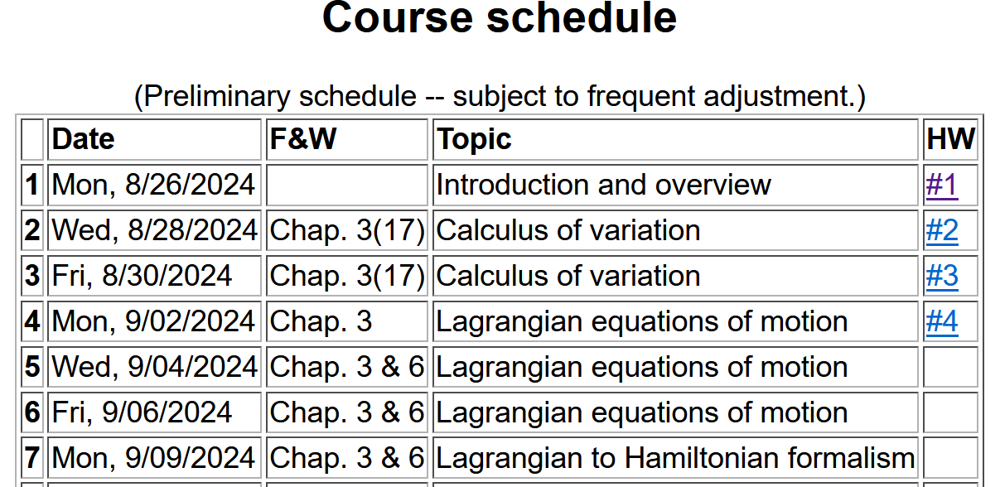 Course schedule
(Preliminary schedule -- subject to frequent adjustment.)
Date F&W Topic HW
1 Mon, 8/26/2024 Introduction and overview #1
2 Wed, 8/28/2024 Chap. 3(17) Calculus of variation #2
3 Fri, 8/30/2024 Chap. 3(17) Calculus of variation #3
4 Mon, 9/02/2024 Chap. 3 Lagrangian equations of motion #4
5 Wed, 9/04/2024 Chap. 3 & 6 Lagrangian equations of motion
6 Fri, 9/06/2024 Chap. 3 & 6 Lagrangian equations of motion
7 Mon, 9/09/2024 Chap. 3 & 6 Lagrangian to Hamiltonian formalism